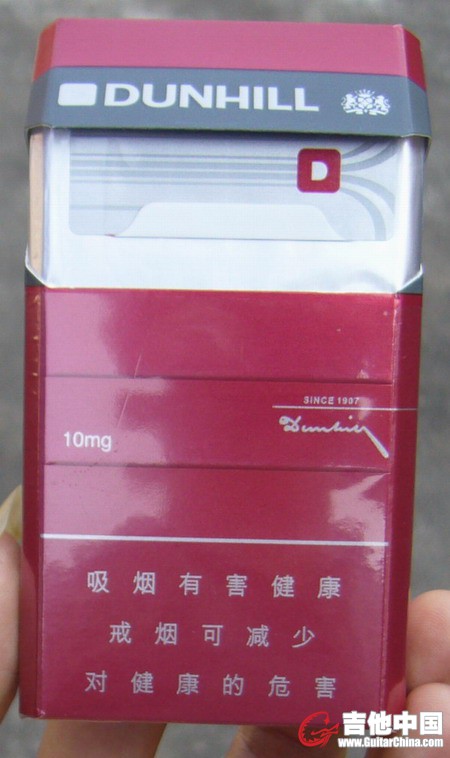 DUNHILL
D
SINCE 1907
Dunhill
10mg
吸烟有害健康
戒烟可减少
对健康的危害
吉他中国
www.GuitarChina.com